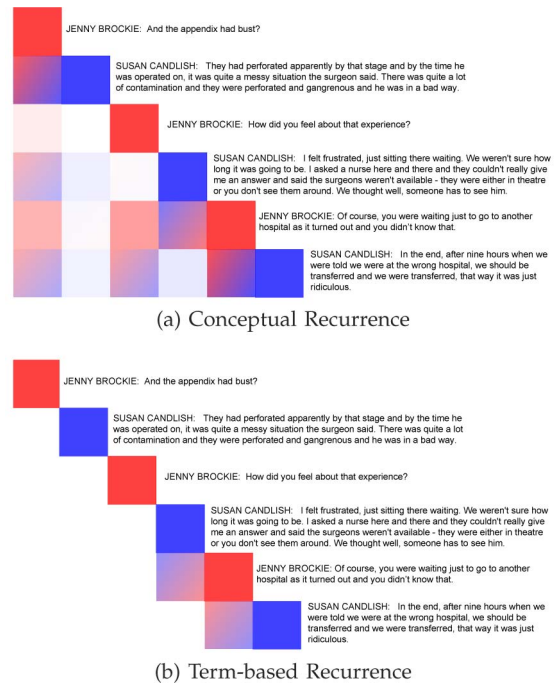 JENNY BROCKIE: And the appendix had bust?
SUSAN CANDLISH: They had perforated apparently by that stage and by the time he
was operated on, it was quite a messy situation the surgeon said. There was quite a lot
of contamination and they were perforated and gangrenous and he was in a bad way.
JENNY BROCKIE: How did you feel about that experience?
SUSAN CANDLISH: I felt frustrated, just sitting there waiting. We weren't sure how
long it was going to be. I asked a nurse here and there and they couldn't really give
me an answer and said the surgeons weren't available - they were either in theatre
or you don't see them around. We thought well, someone has to see him.
JENNY BROCKIE: Of course, you were waiting just to go to another
hospital as it turned out and you didn't know that.
SUSAN CANDLISH: In the end, after nine hours when we
were told we were at the wrong hospital, we should be
transferred and we were transferred, that way it was just
ridiculous.
(a) Conceptual Recurrence
JENNY BROCKIE: And the appendix had bust?
SUSAN CANDLISH: They had perforated apparently by that stage and by the time he
was operated on, it was quite a messy situation the surgeon said. There was quite a lot
of contamination and they were perforated and gangrenous and he was in a bad way.
JENNY BROCKIE: How did you feel about that experience?
SUSAN CANDLISH: I felt frustrated, just sitting there waiting. We weren't sure how
long it was going to be. I asked a nurse here and there and they couldn't really give
me an answer and said the surgeons weren't available - they were either in theatre
or you don't see them around. We thought well, someone has to see him.
JENNY BROCKIE: Of course, you were waiting just to go to another
hospital as it turned out and you didn't know that.
SUSAN CANDLISH: In the end, after nine hours when we
were told we were at the wrong hospital, we should be
transferred and we were transferred, that way it was just
ridiculous.
(b) Term-based Recurrence